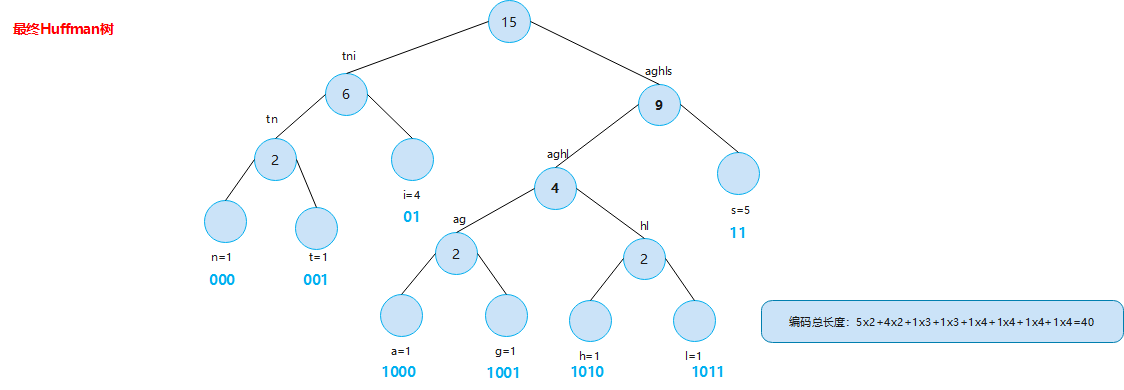 最终Huffman树
15
tni
aghls
6
9
tn
aghl
2
i=4
01
4
s=5
11
n=1
000
t=1
001
ag
hl
2
2
a=1
1000
g=1
1001
h=1
1010
l=1
1011
编码总长度：5x2+4x2+1x3+1x3+1x4+1x4+1x4+1x4=40